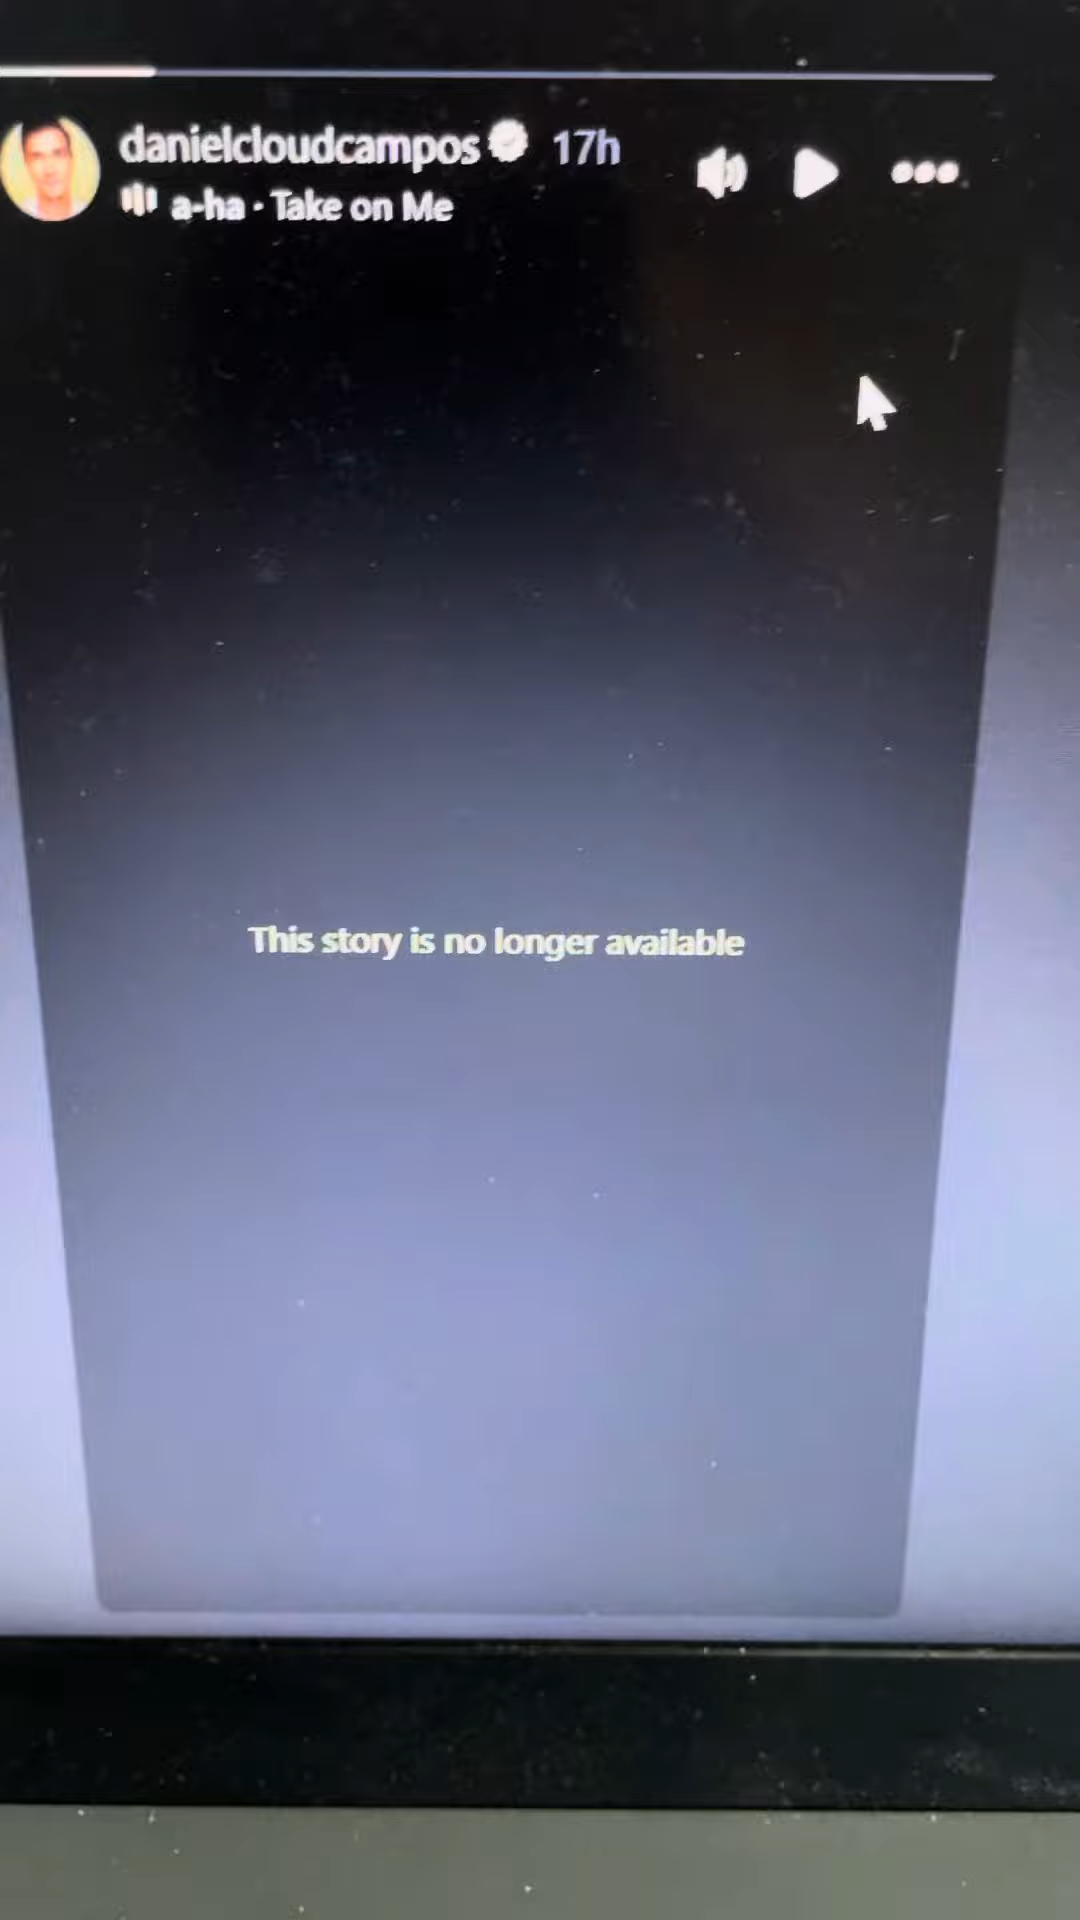 danielcloudcampos 17h
a-ha · Take on Me
This story is no longer available